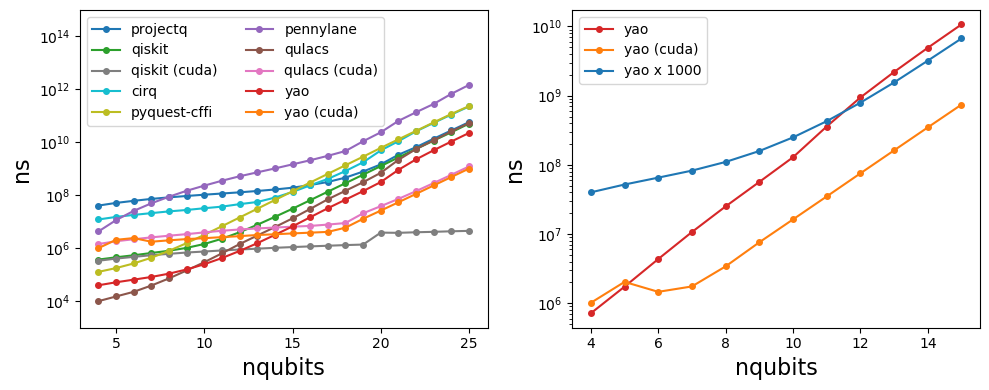 projectq
qiskit
qiskit (cuda)
cirq
pyquest-cffi
pennylane
qulacs
qulacs (cuda)
yao
yao (cuda)
10^14
10^12
10^10
10^8
10^6
10^4
ns
5 10 15 20 25
nqubits
yao
yao (cuda)
yao x 1000
10^10
10^9
10^8
10^7
10^6
ns
4 6 8 10 12 14
nqubits